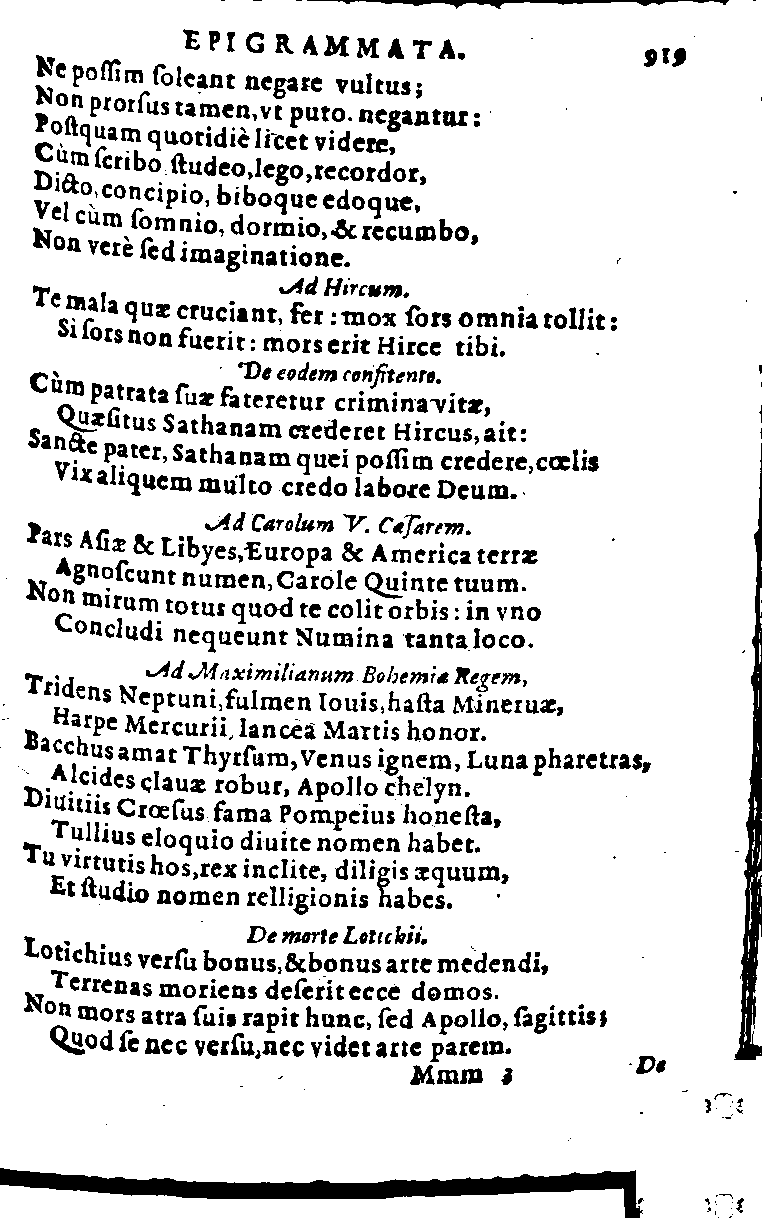 EPIGRAMMATA. 919
Ne poſſim ſoleant negare vultus;
Non prorſus tamen, vt puto. negantur:
Poſtquam quotidiè licet videre,
Cùm ſcribo ſtudeo, lego, recordor,
Dicto, concipio, biboque edoque,
Vel cùm ſomnio, dormio, & recumbo,
Non verè ſed imaginatione.
Ad Hircum.
Te mala quæ cruciant, fer : mox ſors omnia tollit:
Si ſors non fuerit : mors erit Hirce tibi.
De eodem confitente.
Cùm patrata ſuæ fateretur crimina vitæ,
Quæſitus Sathanam crederet Hircus, ait:
Sancte pater, Sathanam quei poſſim credere, cœlis
Vix aliquem multo credo labore Deum.
Ad Carolum V. Cæſarem.
Pars Aſiæ & Libyes, Europa & America terræ
Agnoſcunt numen, Carole Quinte tuum.
Non mirum totus quod te colit orbis : in vno
Concludi nequeunt Numina tanta loco.
Ad Maximilianum Bohemiæ Regem,
Tridens Neptuni, fulmen Iouis, haſta Mineruæ,
Harpe Mercurii, lancea Martis honor.
Bacchus amat Thyrſum, Venus ignem, Luna pharetras,
Alcides clauæ robur, Apollo chelyn.
Diuitiis Crœſus fama Pompeius honeſta,
Tullius eloquio diuite nomen habet.
Tu virtutis hos, rex inclite, diligis æquum,
Et ſtudio nomen relligionis habes.
De morte Lotichii.
Lotichius verſu bonus, & bonus arte medendi,
Terrenas moriens deſerit ecce domos.
Non mors atra ſuis rapit hunc, ſed Apollo, ſagittis;
Quod ſe nec verſu, nec videt arte parem.
Mmm 3 De